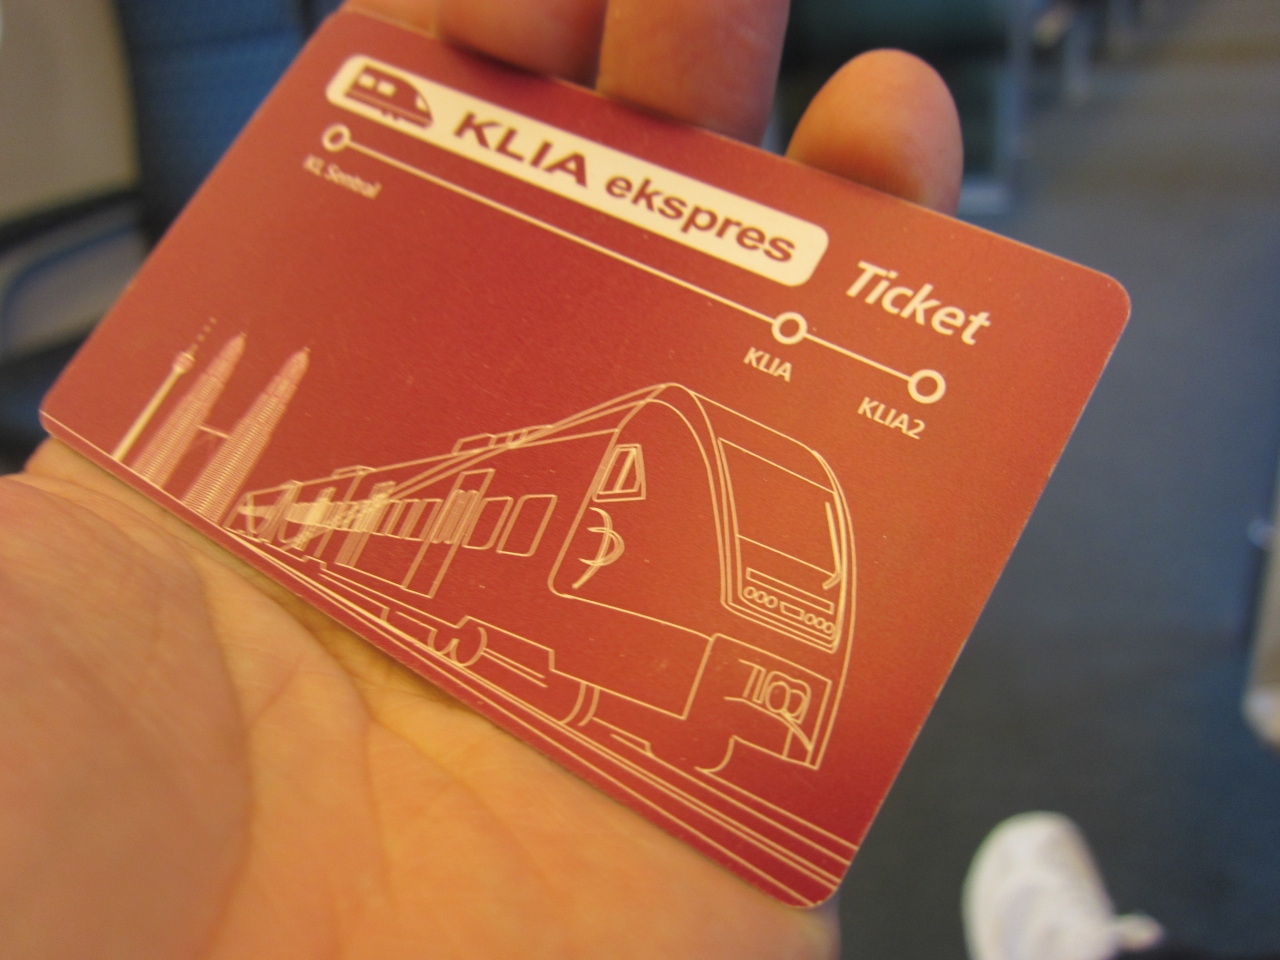 KLIA ekspres
Ticket
KL Sentral
KLIA
KLIA2